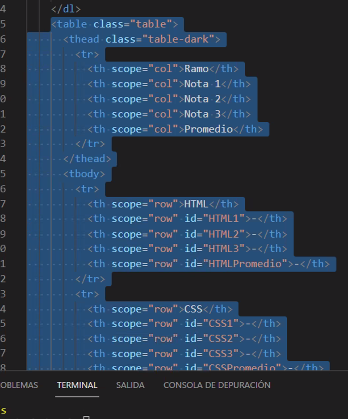 4 </dl>
5 <table class="table">
6 <thead class="table-dark">
7 <tr>
8 <th scope="col">Ramo</th>
9 <th scope="col">Nota 1</th>
0 <th scope="col">Nota 2</th>
1 <th scope="col">Nota 3</th>
2 <th scope="col">Promedio</th>
3 </tr>
4 </thead>
5 <tbody>
6 <tr>
7 <th scope="row">HTML</th>
8 <th scope="row" id="HTML1">-</th>
9 <th scope="row" id="HTML2">-</th>
0 <th scope="row" id="HTML3">-</th>
1 <th scope="row" id="HTMLPromedio">-</th>
2 </tr>
3 <tr>
4 <th scope="row">CSS</th>
5 <th scope="row" id="CSS1">-</th>
6 <th scope="row" id="CSS2">-</th>
7 <th scope="row" id="CSS3">-</th>
8 <th scope="row" id="CSSPromedio">-</th>
OBLEMAS TERMINAL SALIDA CONSOLA DE DEPURACIÓN
s